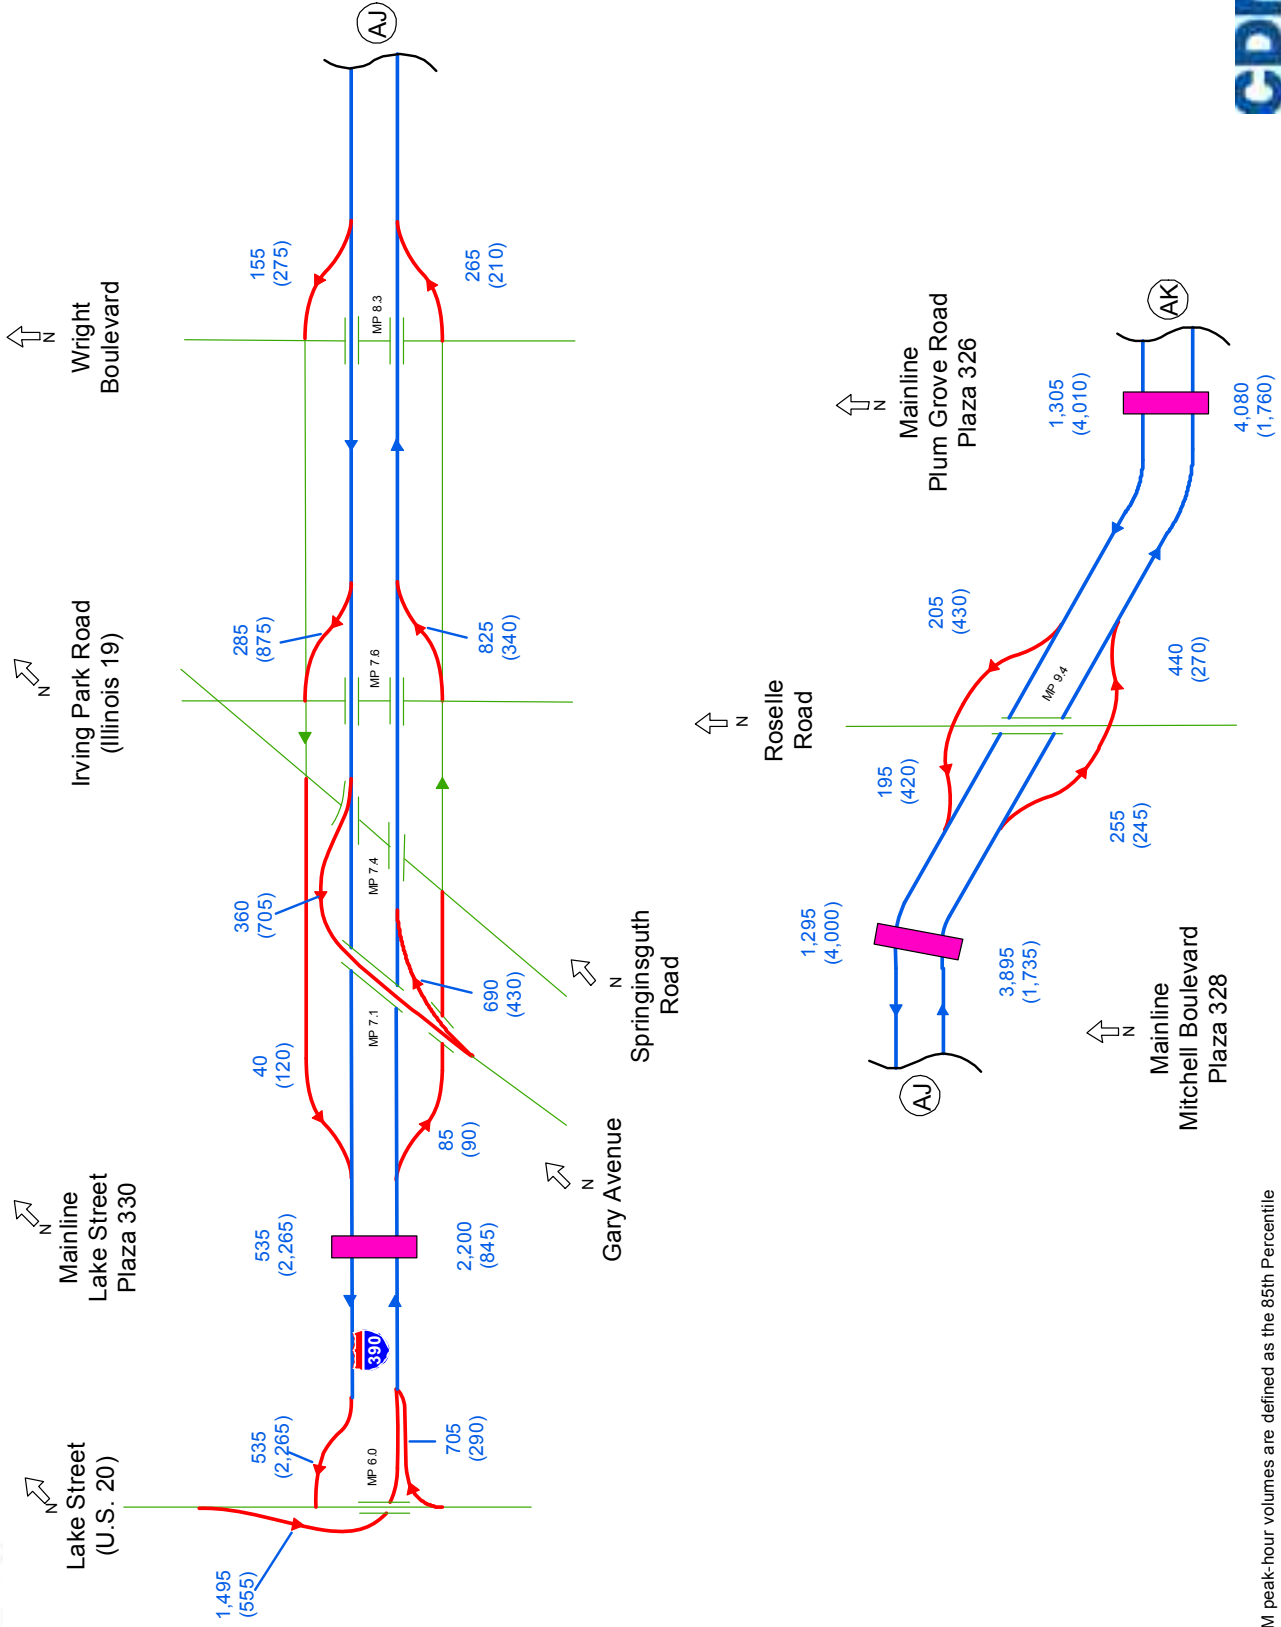 Lake Street
(U.S. 20)
N
1,495
(555)
535
(2,265)
MP 6.0
705
(290)
390
Mainline
Lake Street
Plaza 330
N
535
(2,265)
2,200
(845)
40
(120)
85
(90)
Gary Avenue
N
MP 7.1
360
(705)
690
(430)
MP 7.4
Springinsguth
Road
N
Irving Park Road
(Illinois 19)
N
285
(875)
MP 7.6
825
(340)
Wright
Boulevard
N
155
(275)
MP 8.3
265
(210)
AJ
AJ
Mainline
Mitchell Boulevard
Plaza 328
N
1,295
(4,000)
3,895
(1,735)
Roselle
Road
N
195
(420)
255
(245)
MP 9.4
205
(430)
440
(270)
Mainline
Plum Grove Road
Plaza 326
N
1,305
(4,010)
4,080
(1,760)
AK
M peak-hour volumes are defined as the 85th Percentile